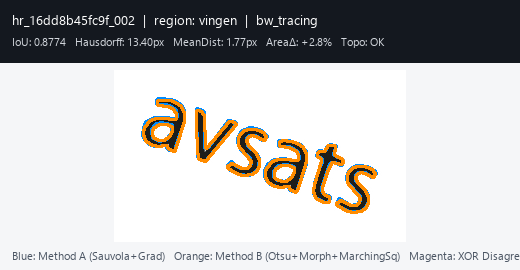 hr_16dd8b45fc9f_002 | region: vingen | bw_tracing
IoU: 0.8774 Hausdorff: 13.40px MeanDist: 1.77px AreaΔ: +2.8% Topo: OK
avsats
Blue: Method A (Sauvola+Grad) Orange: Method B (Otsu+Morph+MarchingSq) Magenta: XOR Disagre